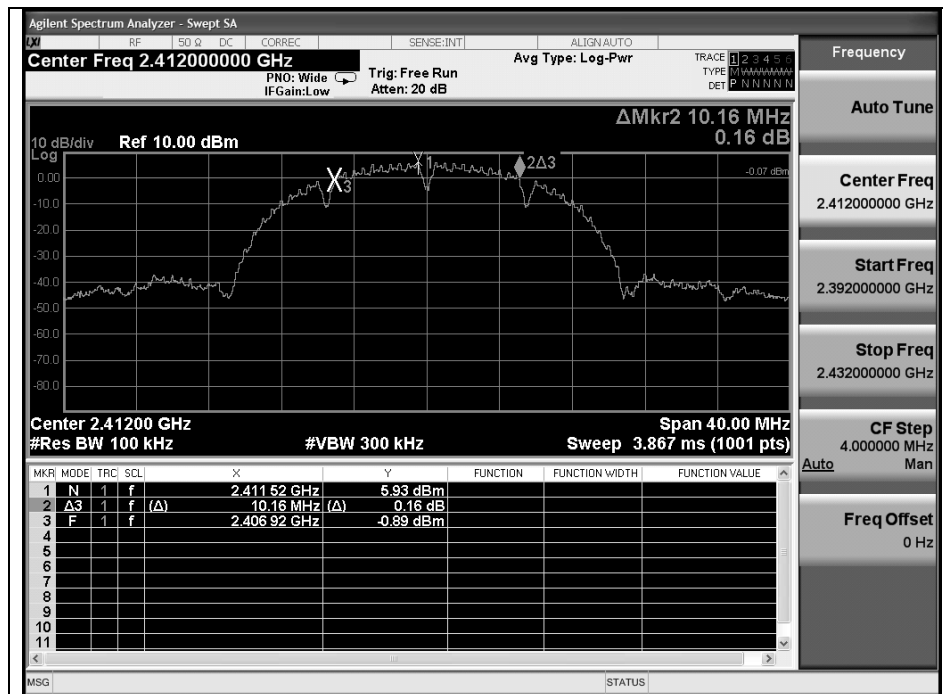 Agilent Spectrum Analyzer - Swept SA
LXI RF 50 Ω DC CORREC SENSE:INT ALIGN AUTO
Center Freq 2.412000000 GHz
PNO: Wide
IFGain:Low
Trig: Free Run
Atten: 20 dB
Avg Type: Log-Pwr
TRACE 1 2 3 4 5 6
TYPE M
DET P N N N N N
10 dB/div
Log
Ref 10.00 dBm
ΔMkr2 10.16 MHz
0.16 dB
3
1
2Δ3
-0.07 dBm
0.00
-10.0
-20.0
-30.0
-40.0
-50.0
-60.0
-70.0
-80.0
Center 2.41200 GHz
Span 40.00 MHz
#Res BW 100 kHz
#VBW 300 kHz
Sweep 3.867 ms (1001 pts)
MKR MODE TRC SCL X Y FUNCTION FUNCTION WIDTH FUNCTION VALUE
1 N 1 f 2.411 52 GHz 5.93 dBm
2 Δ3 1 f (Δ) 10.16 MHz (Δ) 0.16 dB
3 F 1 f 2.406 92 GHz -0.89 dBm
4
5
6
7
8
9
10
11
MSG
STATUS
Frequency
Auto Tune
Center Freq
2.412000000 GHz
Start Freq
2.392000000 GHz
Stop Freq
2.432000000 GHz
CF Step
4.000000 MHz
Auto Man
Freq Offset
0 Hz